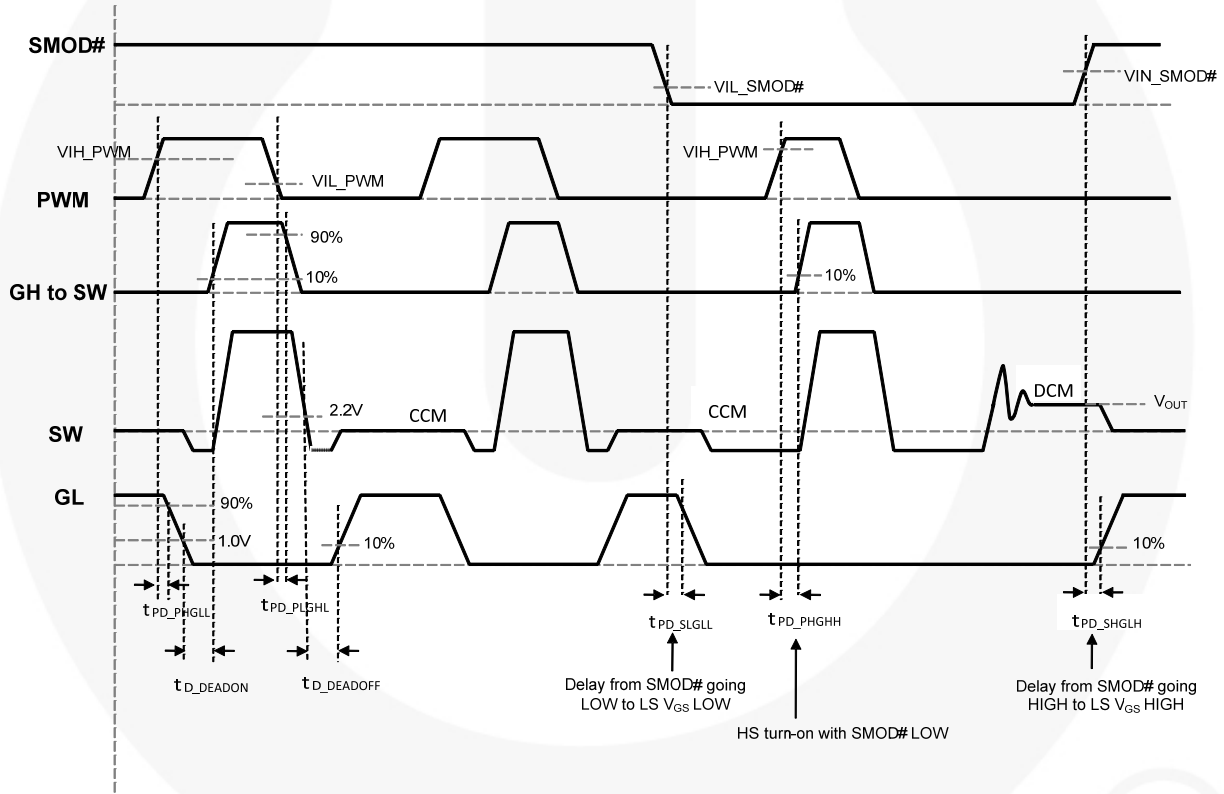 SMOD#
VIL_SMOD#
VIN_SMOD#
VIH_PWM
VIL_PWM
VIH_PWM
PWM
90%
10%
10%
GH to SW
2.2V
CCM
CCM
DCM
VOUT
SW
GL
90%
1.0V
10%
10%
tPD_PHGLL
tPD_PLGHL
tPD_SLGLL
tPD_PHGHH
tPD_SHGLH
tD_DEADON
tD_DEADOFF
Delay from SMOD# going
LOW to LS VGS LOW
Delay from SMOD# going
HIGH to LS VGS HIGH
HS turn-on with SMOD# LOW